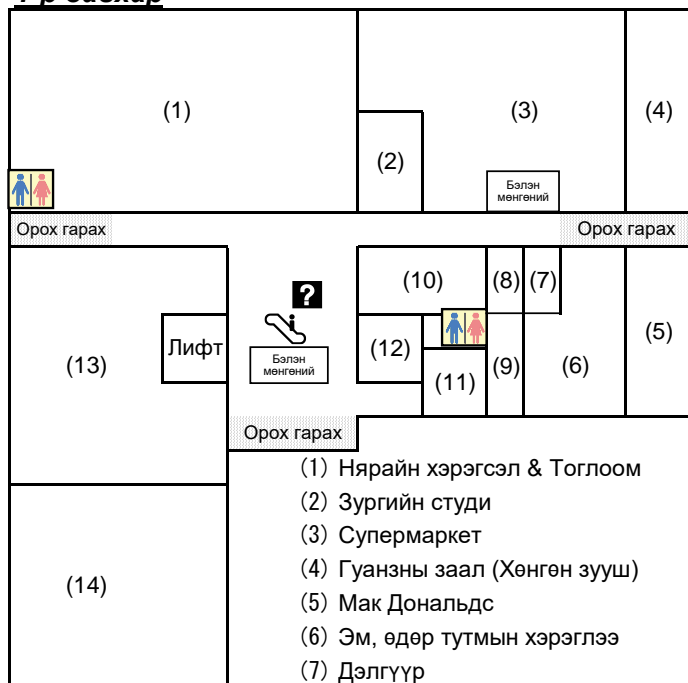 1-р давхар
(1)
(2)
(3)
(4)
Бэлэн
мөнгөний
Орох гарах
Орох гарах
?
(10)
(8)
(7)
(5)
(13)
Лифт
Бэлэн
мөнгөний
(12)
(11)
(9)
(6)
Орох гарах
(14)
(1) Нярайн хэрэгсэл & Тоглоом
(2) Зургийн студи
(3) Супермаркет
(4) Гуанзны заал (Хөнгөн зууш)
(5) Мак Дональдс
(6) Эм, өдөр тутмын хэрэглээ
(7) Дэлгүүр